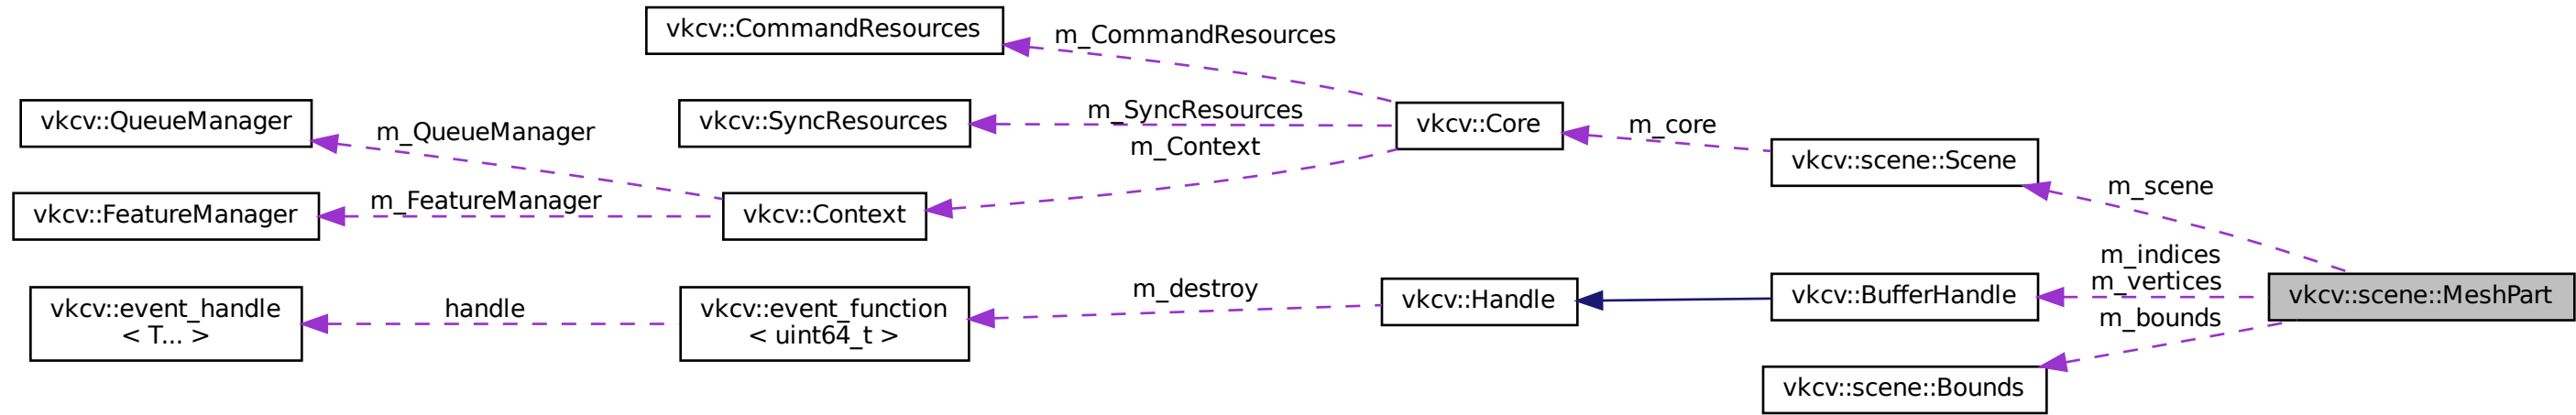 vkcv::CommandResources
m_CommandResources
vkcv::QueueManager
m_QueueManager
vkcv::SyncResources
m_SyncResources
vkcv::Core
m_core
m_Context
vkcv::scene::Scene
m_scene
vkcv::FeatureManager
m_FeatureManager
vkcv::Context
vkcv::event_handle
< T... >
handle
vkcv::event_function
< uint64_t >
m_destroy
vkcv::Handle
vkcv::BufferHandle
m_indices
m_vertices
vkcv::scene::MeshPart
m_bounds
vkcv::scene::Bounds